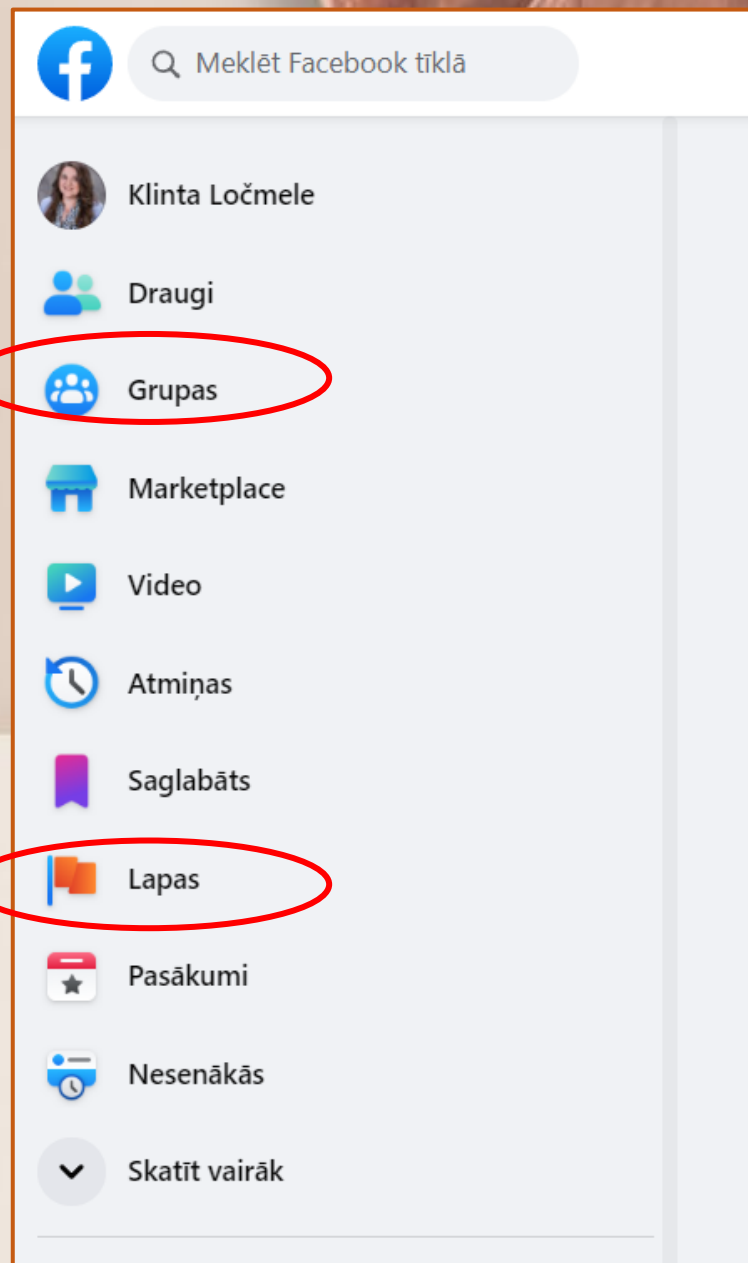 Meklēt Facebook tīklā
Klinta Ločmele
Draugi
Grupas
Marketplace
Video
Atmiņas
Saglabāts
Lapas
Pasākumi
Nesenākās
Skatīt vairāk